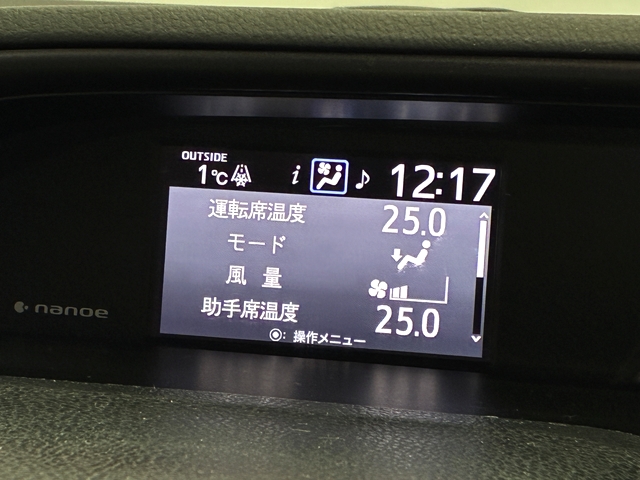 OUTSIDE
1℃ i ♪ 12:17
運転席温度 25.0
モード
風量
助手席温度 25.0
◉: 操作メニュー
nanoe